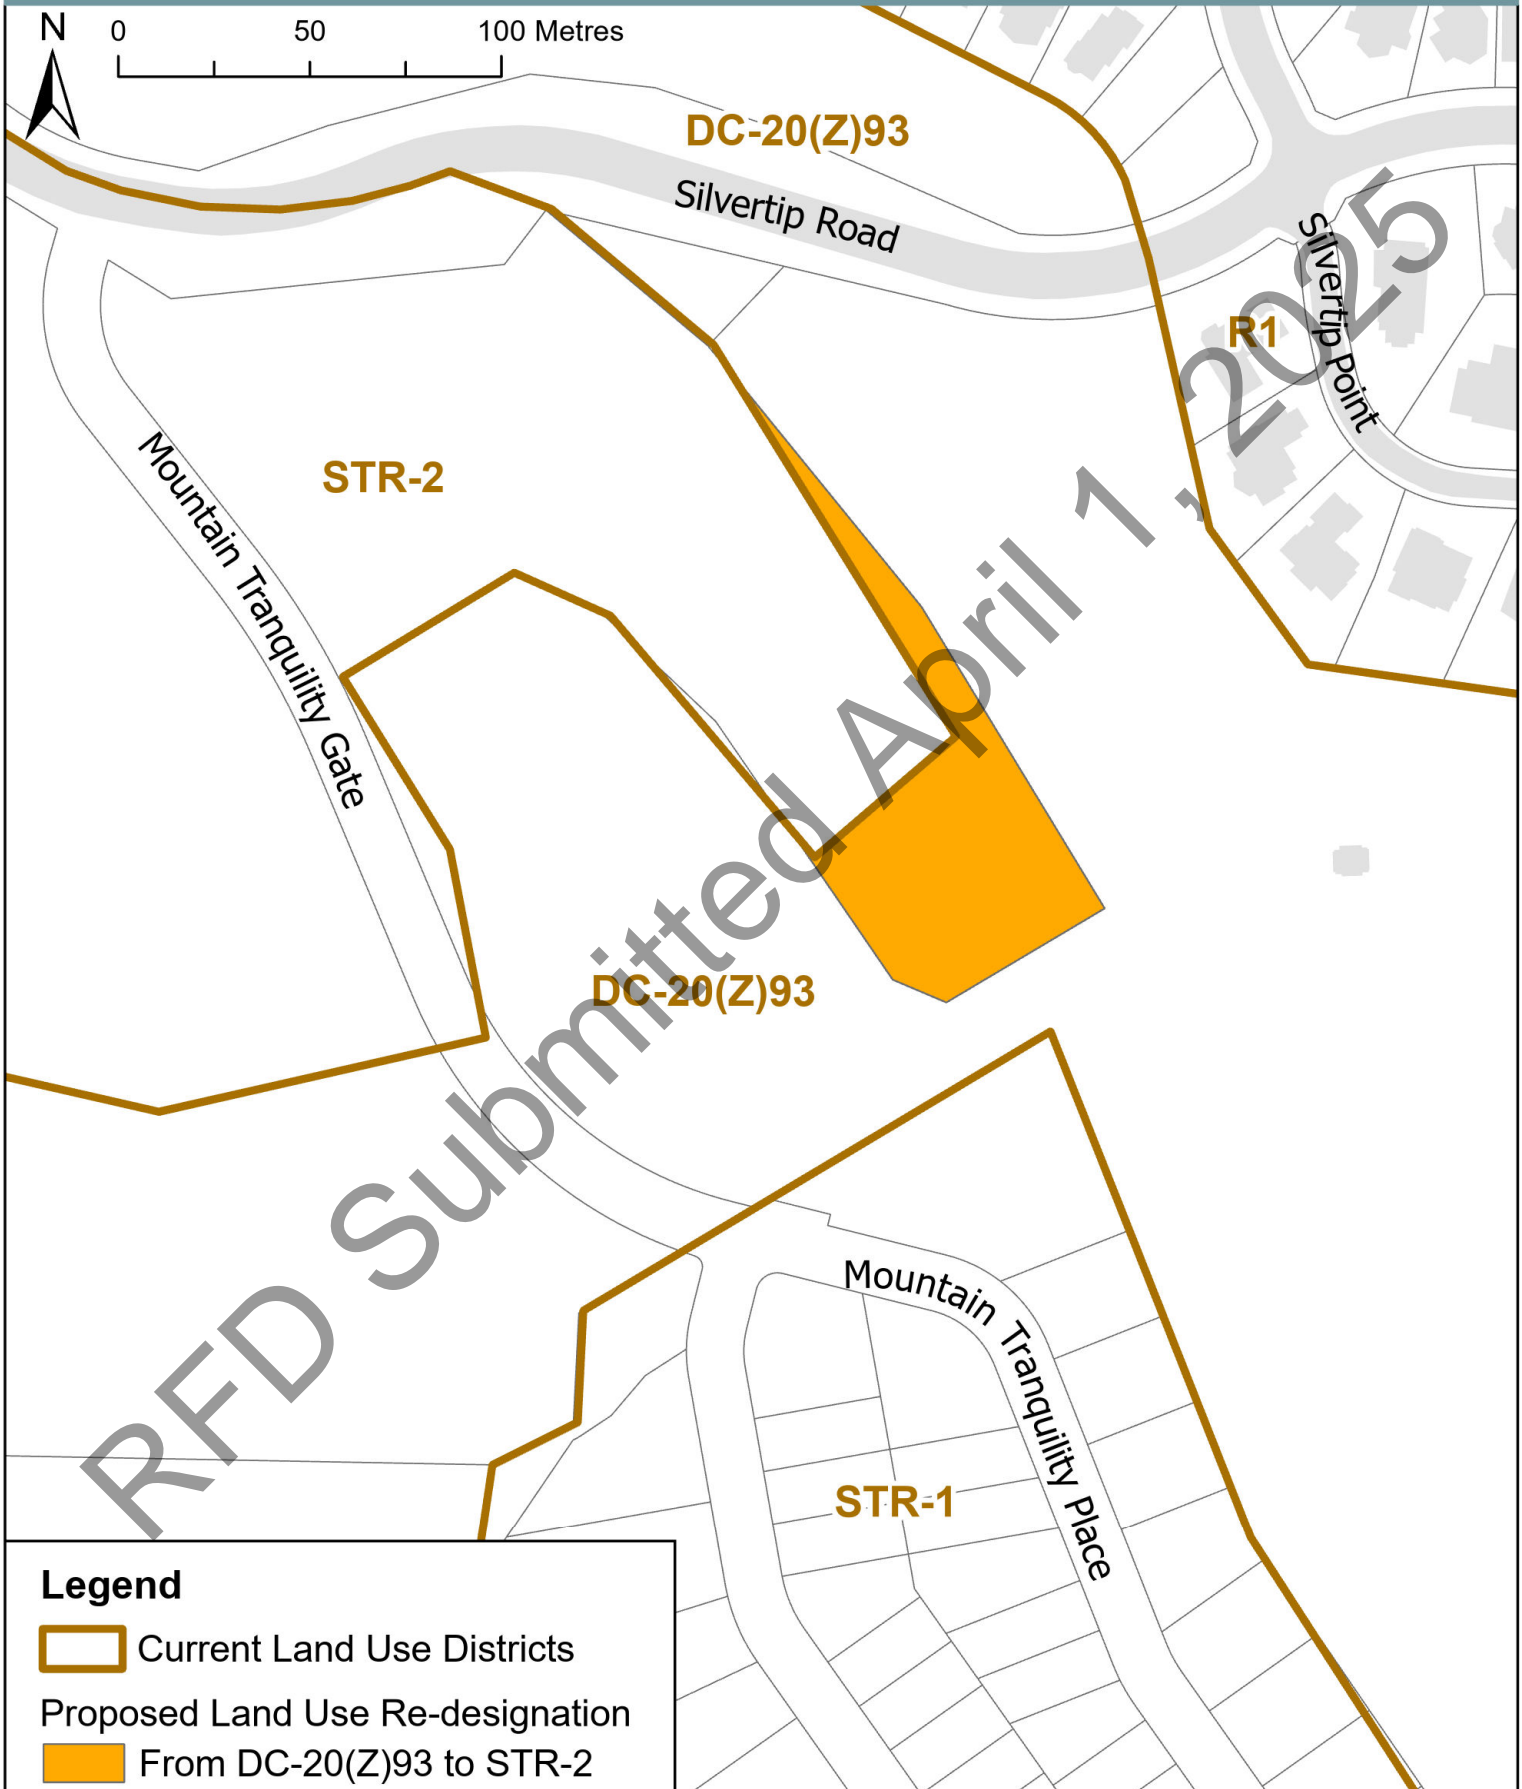 N
0 50 100 Metres
DC-20(Z)93
Silvertip Road
Silvertip Point
R1
STR-2
Mountain Tranquility Gate
DC-20(Z)93
RFD Submitted April 1, 2025
Mountain Tranquility Place
STR-1
Legend
Current Land Use Districts
Proposed Land Use Re-designation
From DC-20(Z)93 to STR-2